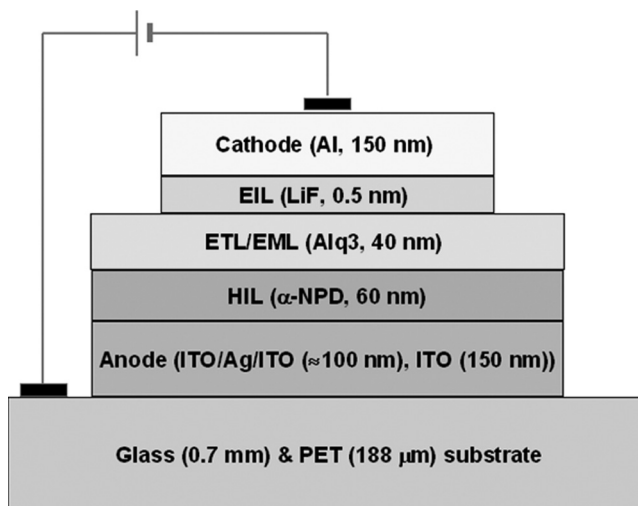 Cathode (Al, 150 nm)
EIL (LiF, 0.5 nm)
ETL/EML (Alq3, 40 nm)
HIL (α-NPD, 60 nm)
Anode (ITO/Ag/ITO (≈100 nm), ITO (150 nm))
Glass (0.7 mm) & PET (188 μm) substrate